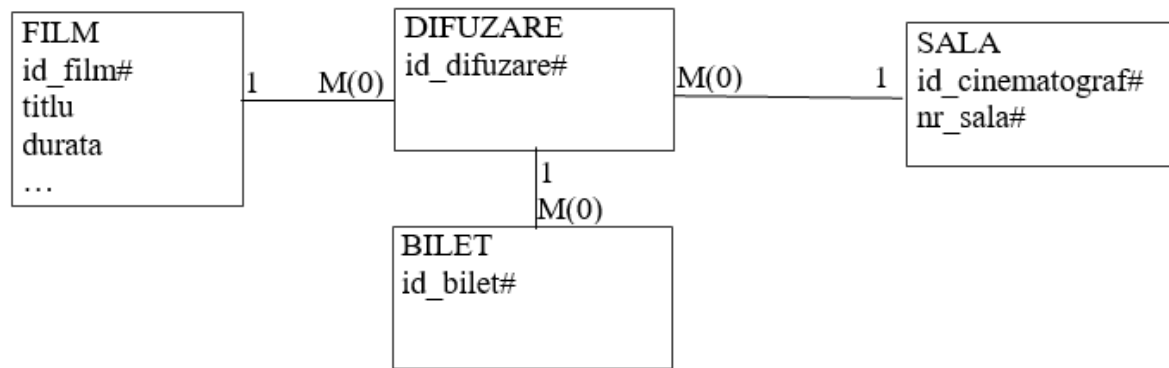 FILM
id_film#
titlu
durata
…
1
M(0)
DIFUZARE
id_difuzare#
M(0)
1
SALA
id_cinematograf#
nr_sala#
1
M(0)
BILET
id_bilet#